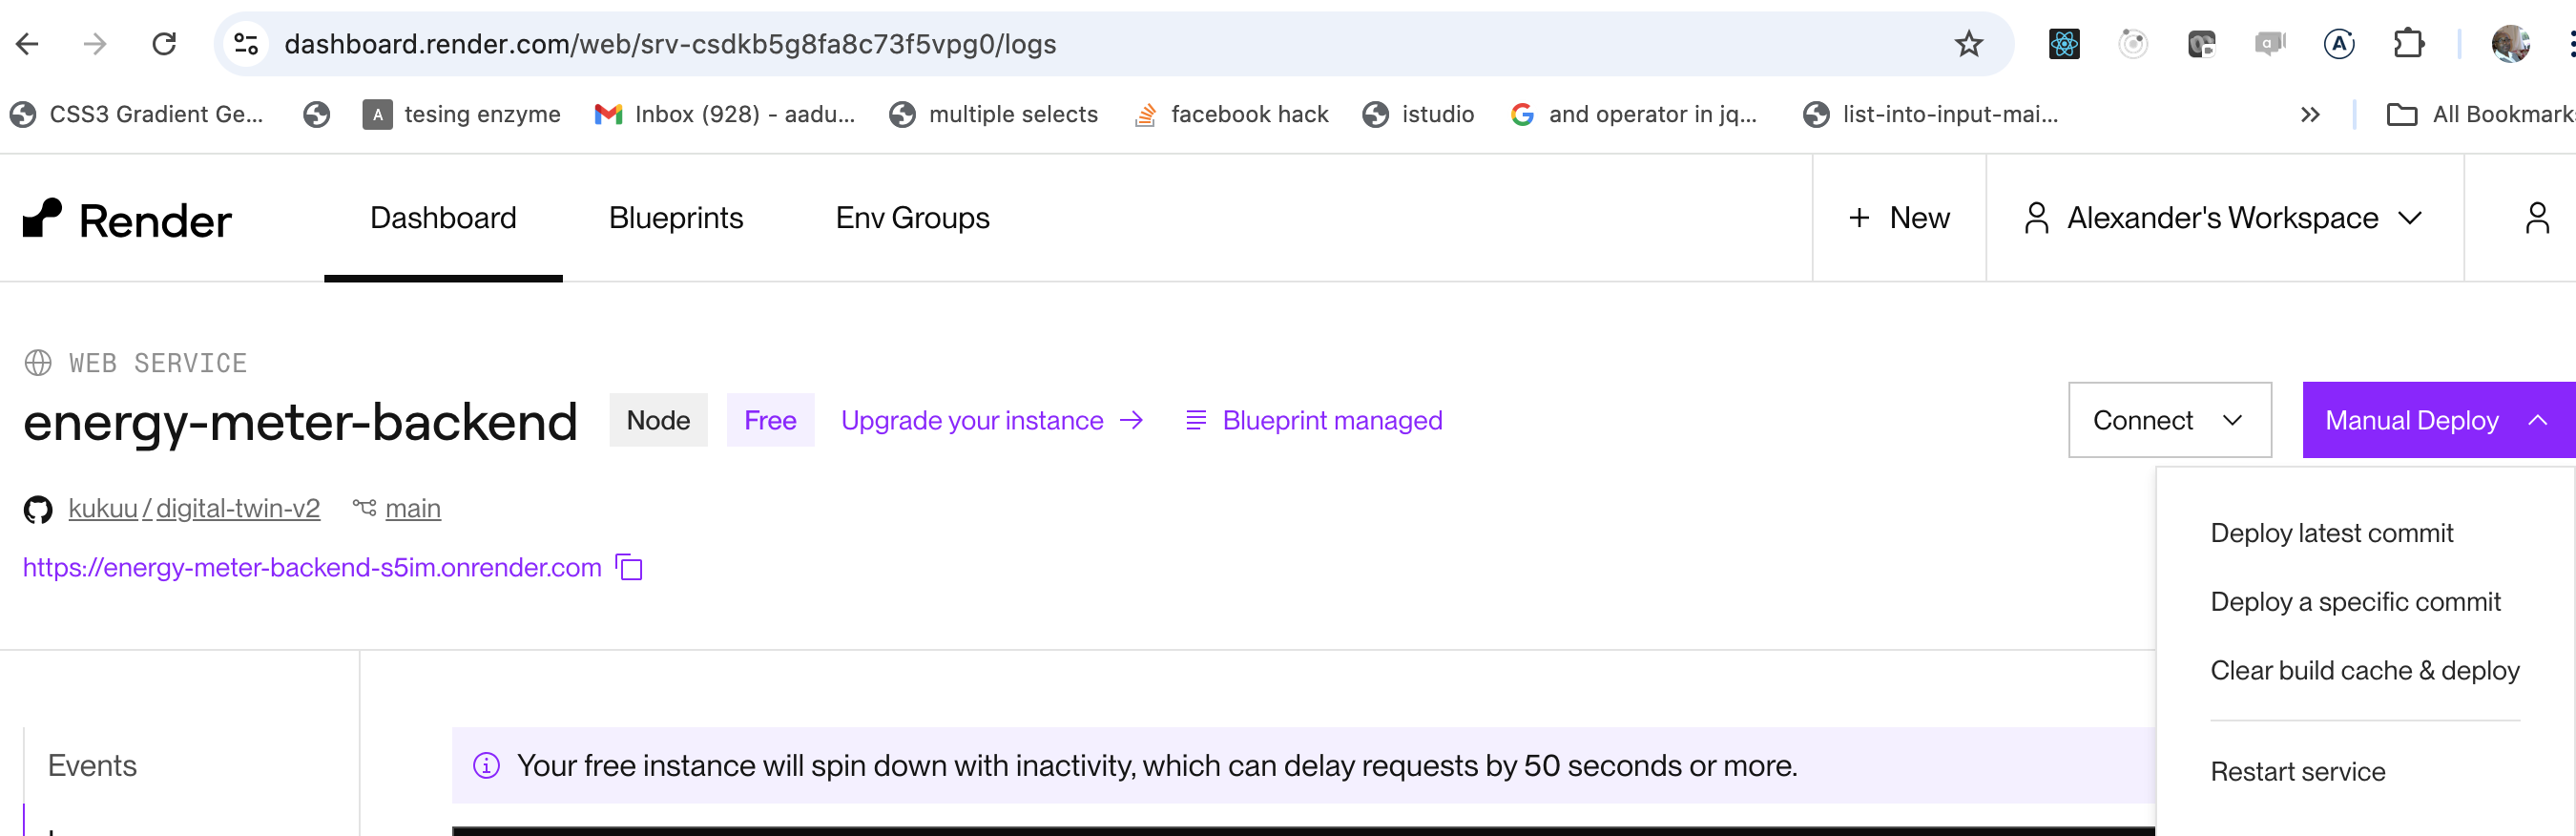 dashboard.render.com/web/srv-csdkb5g8fa8c73f5vpg0/logs
CSS3 Gradient Ge... A tesing enzyme Inbox (928) - aadu... multiple selects facebook hack istudio and operator in jq... list-into-input-mai... » All Bookmark
Render Dashboard Blueprints Env Groups + New Alexander's Workspace
WEB SERVICE
energy-meter-backend Node Free Upgrade your instance → Blueprint managed Connect Manual Deploy
kukuu / digital-twin-v2 main
https://energy-meter-backend-s5im.onrender.com
Deploy latest commit
Deploy a specific commit
Clear build cache & deploy
Restart service
Events
Your free instance will spin down with inactivity, which can delay requests by 50 seconds or more.